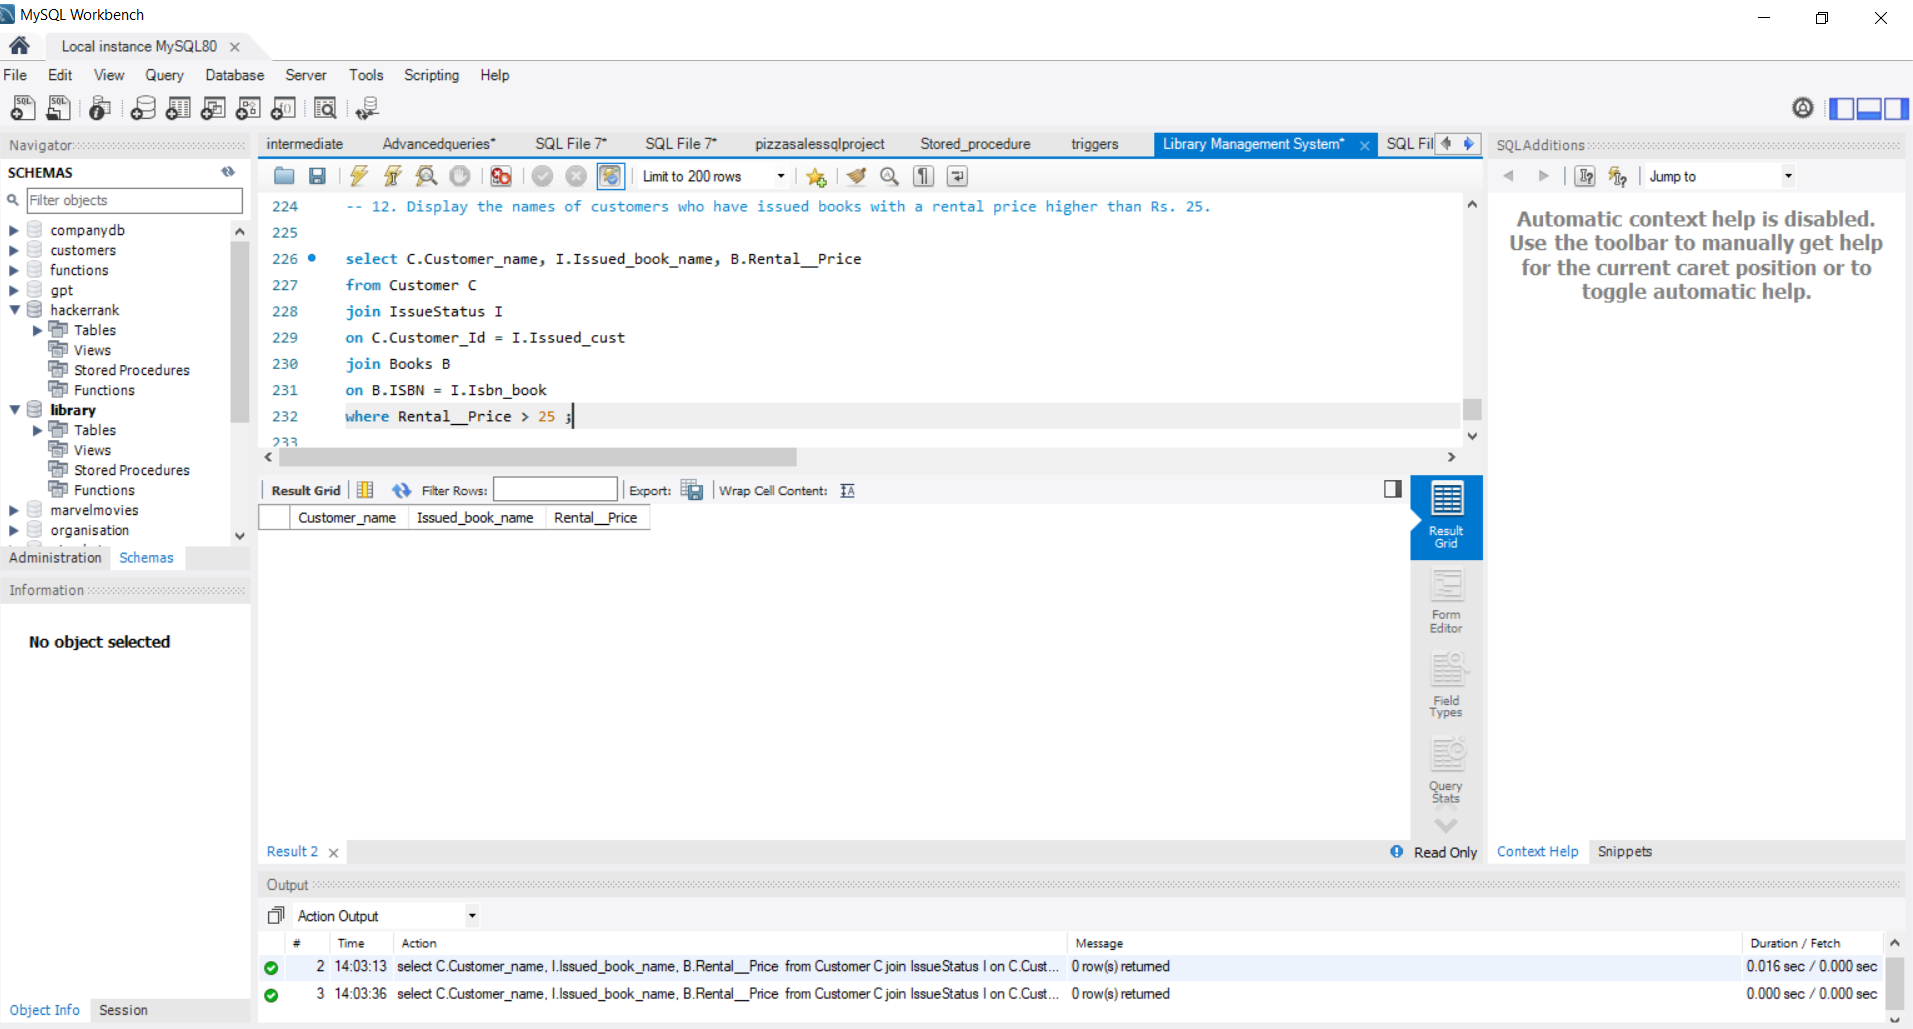 MySQL Workbench
Local instance MySQL80
File Edit View Query Database Server Tools Scripting Help
Navigator
SCHEMAS
Filter objects
companydb
customers
functions
gpt
hackerrank
Tables
Views
Stored Procedures
Functions
library
Tables
Views
Stored Procedures
Functions
marvelmovies
organisation
Administration Schemas
Information
No object selected
Object Info Session
intermediate Advancedqueries* SQL File 7* SQL File 7* pizzasalessqlproject Stored_procedure triggers Library Management System* SQL Fil
Limit to 200 rows
224 -- 12. Display the names of customers who have issued books with a rental price higher than Rs. 25.
225
226 select C.Customer_name, I.Issued_book_name, B.Rental__Price
227 from Customer C
228 join IssueStatus I
229 on C.Customer_Id = I.Issued_cust
230 join Books B
231 on B.ISBN = I.Isbn_book
232 where Rental__Price > 25 ;
233
Result Grid Filter Rows: Export: Wrap Cell Content:
Customer_name Issued_book_name Rental__Price
Result
Grid
Form
Editor
Field
Types
Query
Stats
Result 2 Read Only
SQLAdditions
Jump to
Automatic context help is disabled.
Use the toolbar to manually get help
for the current caret position or to
toggle automatic help.
Context Help Snippets
Output
Action Output
# Time Action Message Duration / Fetch
2 14:03:13 select C.Customer_name, I.Issued_book_name, B.Rental__Price from Customer C join IssueStatus I on C.Cust... 0 row(s) returned 0.016 sec / 0.000 sec
3 14:03:36 select C.Customer_name, I.Issued_book_name, B.Rental__Price from Customer C join IssueStatus I on C.Cust... 0 row(s) returned 0.000 sec / 0.000 sec